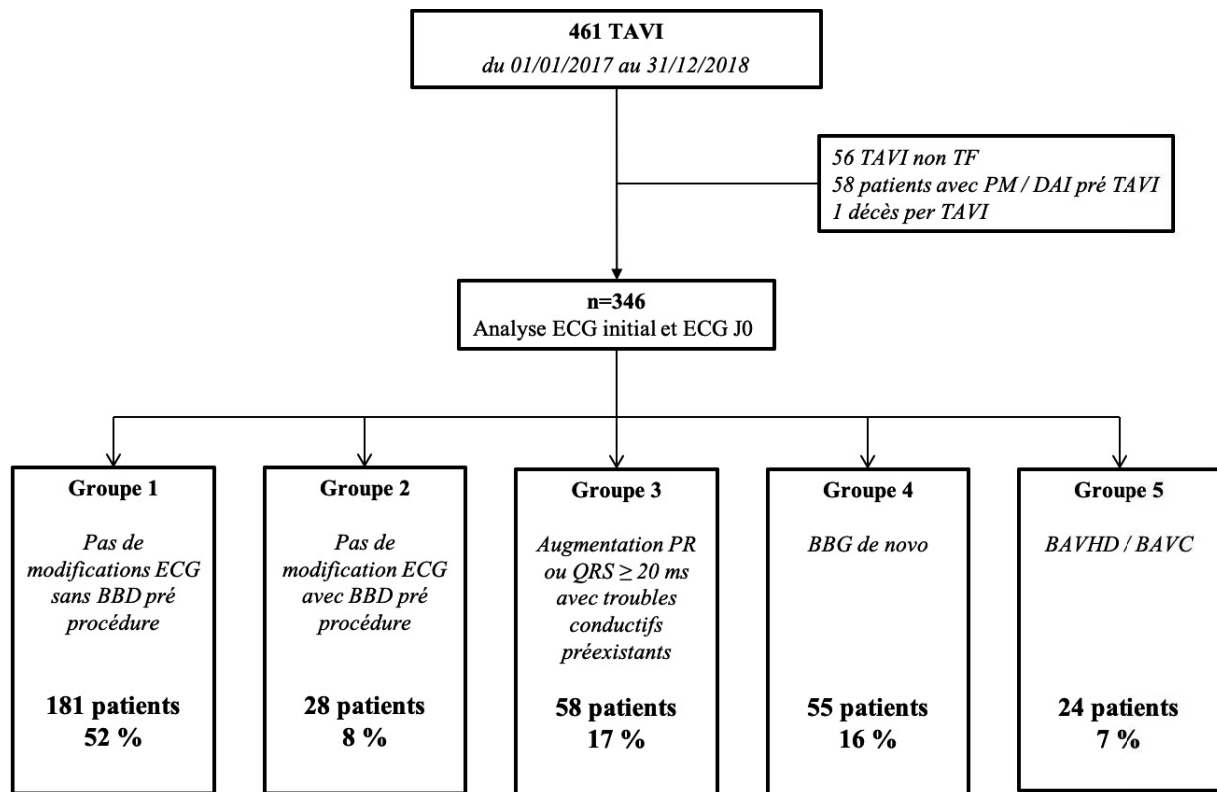 461 TAVI
du 01/01/2017 au 31/12/2018
56 TAVI non TF
58 patients avec PM / DAI pré TAVI
1 décès per TAVI
n=346
Analyse ECG initial et ECG J0
Groupe 1
Pas de
modifications ECG
sans BBD pré
procédure
181 patients
52 %
Groupe 2
Pas de
modification ECG
avec BBD pré
procédure
28 patients
8 %
Groupe 3
Augmentation PR
ou QRS ≥ 20 ms
avec troubles
conductifs
préexistants
58 patients
17 %
Groupe 4
BBG de novo
55 patients
16 %
Groupe 5
BAVHD / BAVC
24 patients
7 %